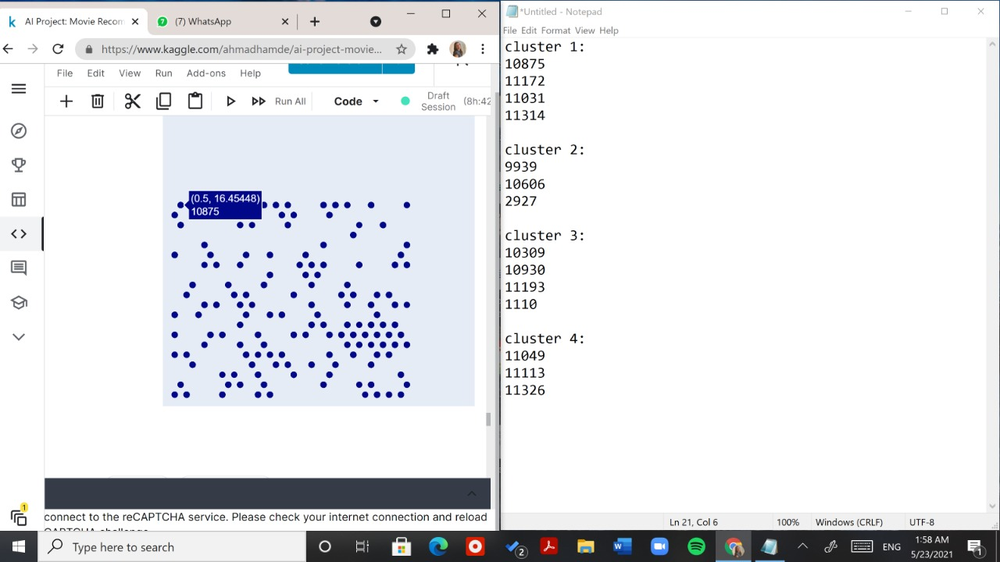 AI Project: Movie Recom
(7) WhatsApp
https://www.kaggle.com/ahmadhamde/ai-project-movie...
File Edit View Run Add-ons Help
Run All
Code
Draft Session
(8h:42
(0.5, 16.45448)
10875
connect to the reCAPTCHA service. Please check your internet connection and reload
1
*Untitled - Notepad
File Edit Format View Help
cluster 1:
10875
11172
11031
11314
cluster 2:
9939
10606
2927
cluster 3:
10309
10930
11193
1110
cluster 4:
11049
11113
11326
Ln 21, Col 6
100%
Windows (CRLF)
UTF-8
Type here to search
2
ENG
1:58 AM
5/23/2021
1